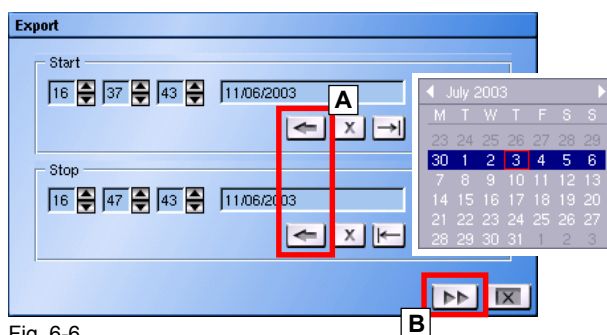 Export
Start
16 37 43 11/06/2003
A
X
Stop
16 47 43 11/06/2003
X
July 2003
M T W T F S S
23 24 25 26 27 28 29
30 1 2 3 4 5 6
7 8 9 10 11 12 13
14 15 16 17 18 19 20
21 22 23 24 25 26 27
28 29 30 31 1 2 3
X
B
Fig. 6-6